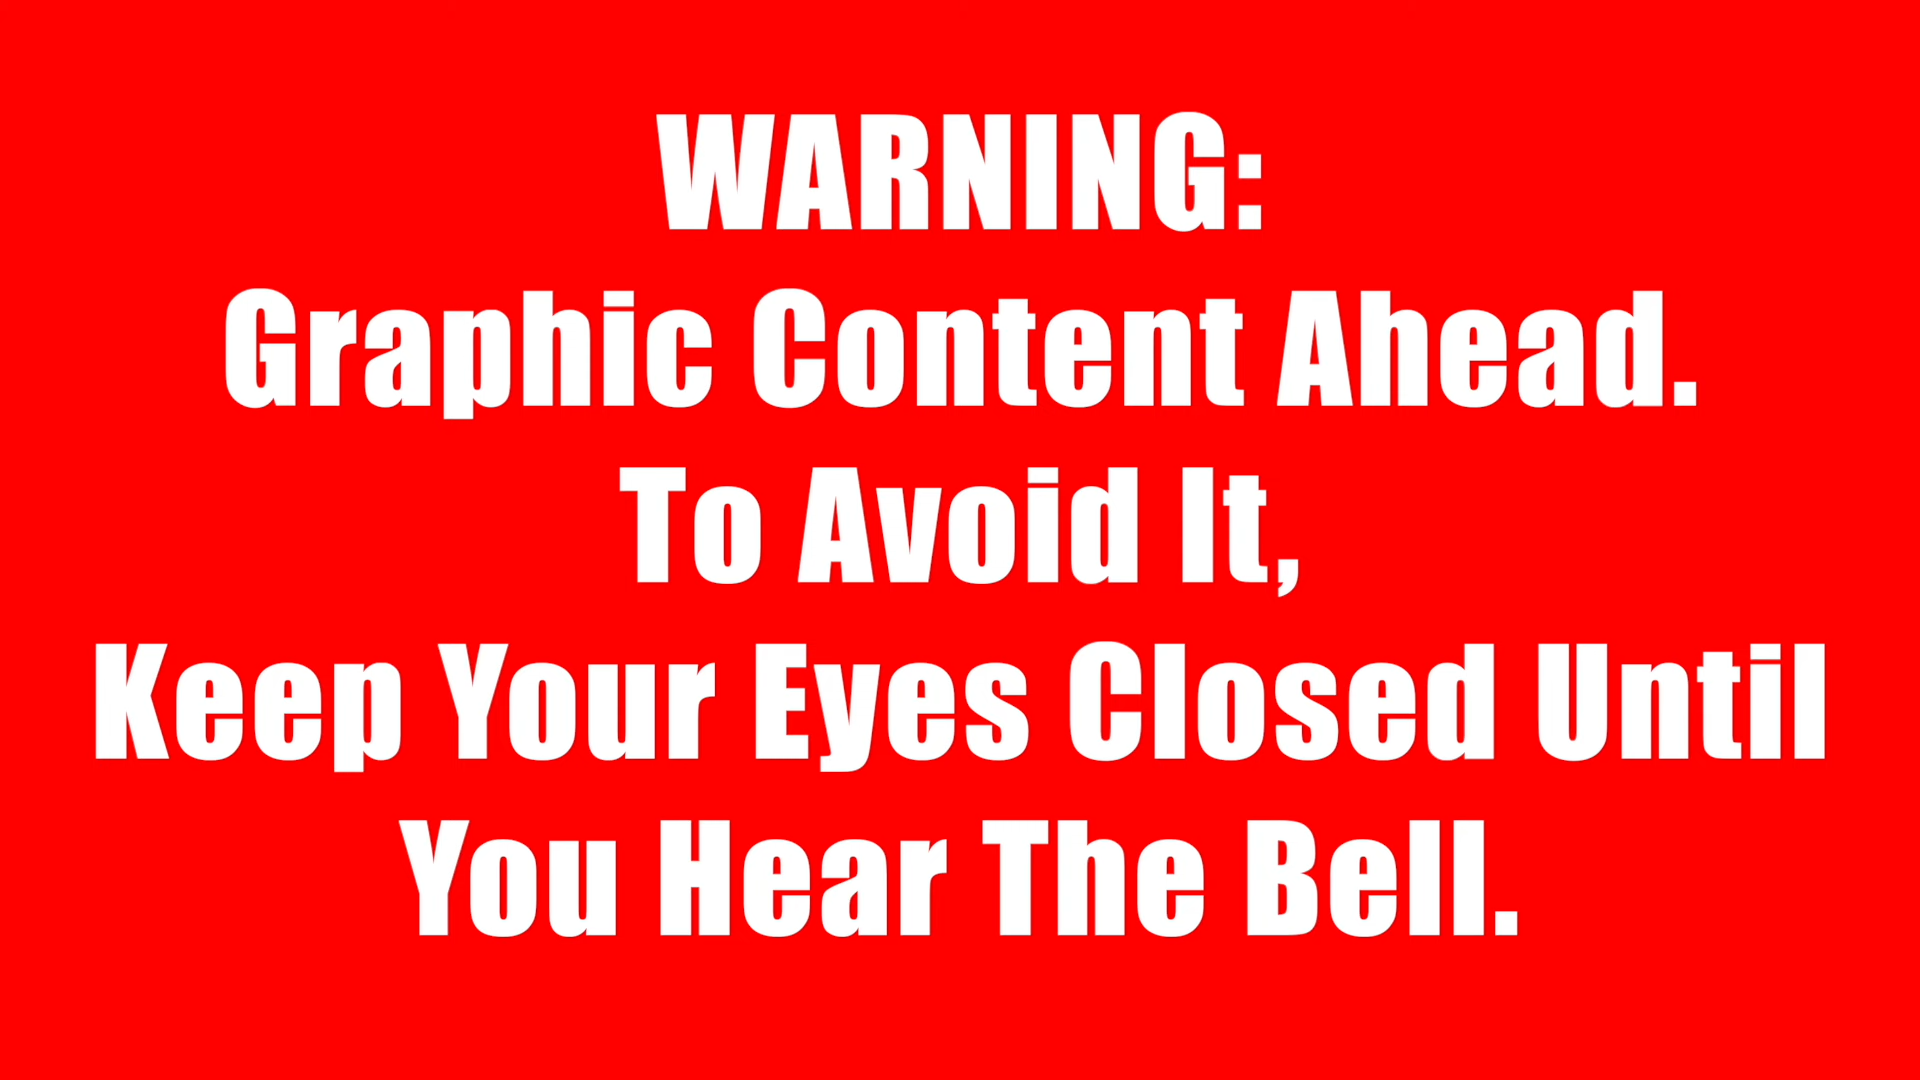 WARNING:
Graphic Content Ahead.
To Avoid It,
Keep Your Eyes Closed Until
You Hear The Bell.